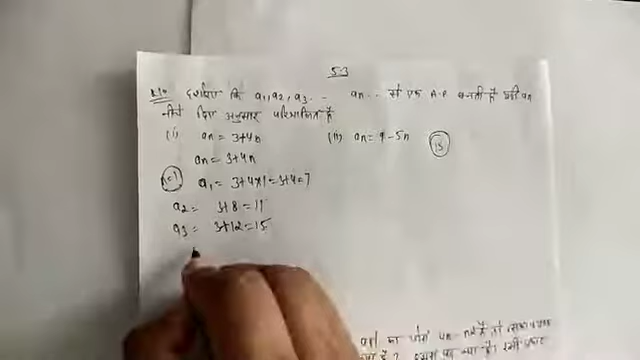 5.3
दर्शाइए कि a₁, a₂, a₃ .. an .. से एक A.P बनती है यदि an
नीचे दिए अनुसार परिभाषित है
(i) an = 3+4n (ii) an = 9-5n (15)
an = 3+4n
n=1 a₁ = 3+4×1 = 3+4=7
a₂ = 3+8 = 11
a₃ = 3+12 = 15
का योग
क्या है?